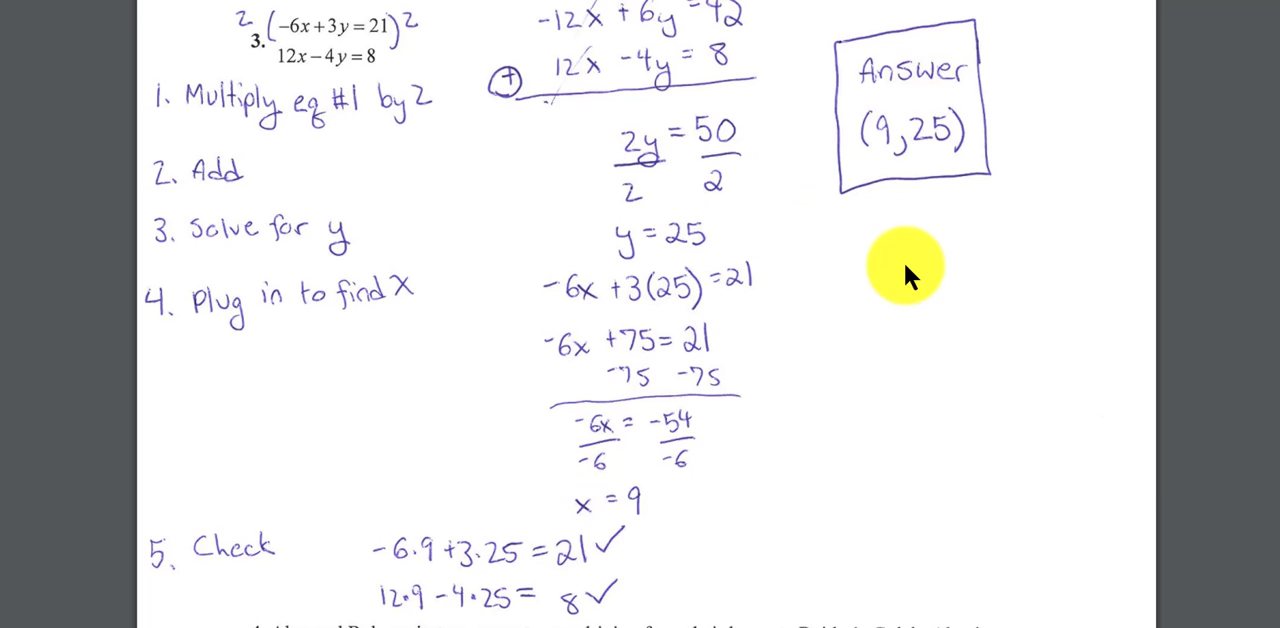 2 (-6x+3y=21) 2
3.
12x-4y=8
1. Multiply eq #1 by 2
2. Add
3. Solve for y
4. Plug in to find x
-12x + 6y = 42
+ 12x - 4y = 8
2y = 50
2 2
y = 25
-6x + 3(25) = 21
-6x + 75 = 21
-75 -75
-6x = -54
-6 -6
x = 9
5. Check
-6·9 + 3·25 = 21 ✓
12·9 - 4·25 = 8 ✓
Answer
(9,25)